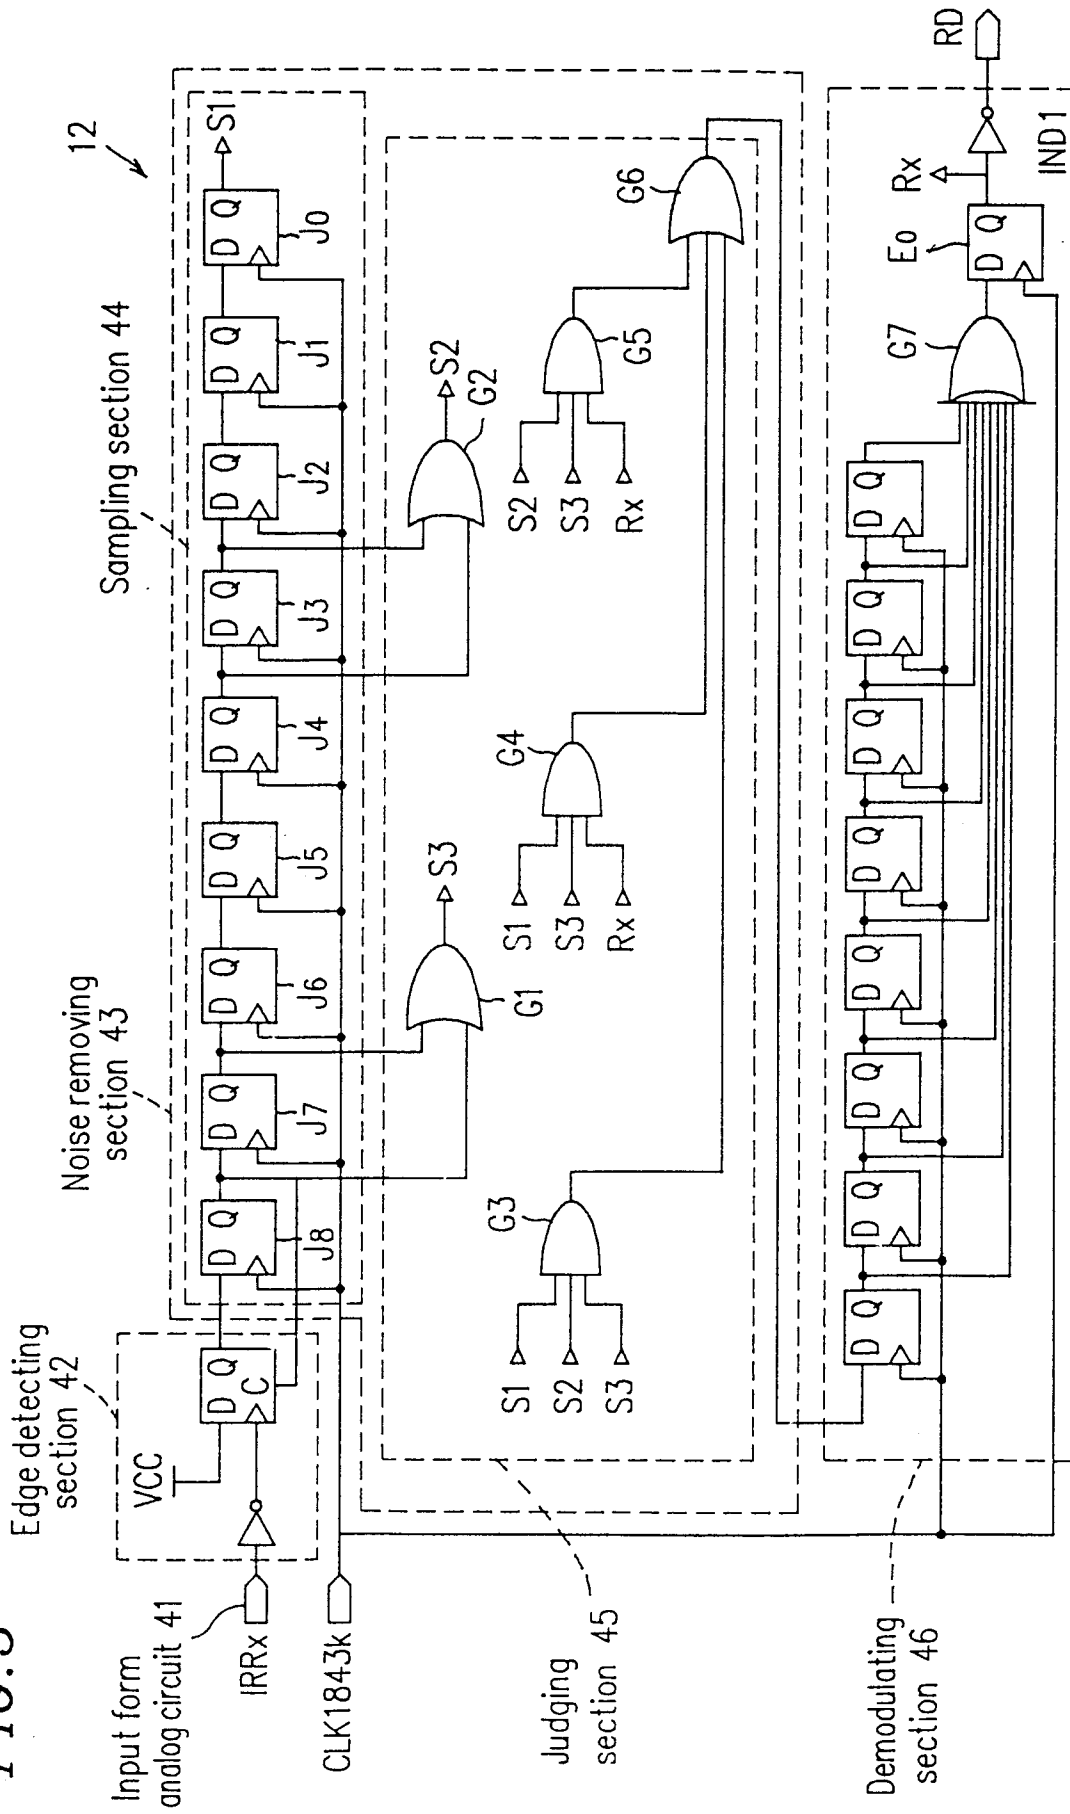 FIG.
12
Edge detecting
section 42
Noise removing
section 43
Sampling section 44
Input form
analog circuit 41
IRRx
CLK1843k
VCC
D Q
C
D Q
J8
D Q
J7
D Q
J6
D Q
J5
D Q
J4
D Q
J3
D Q
J2
D Q
J1
D Q
J0
S1
S3
G1
S2
G2
S1
S2
S3
G3
S1
S3
Rx
G4
S2
S3
Rx
G5
G6
Judging
section 45
Demodulating
section 46
D Q
D Q
D Q
D Q
D Q
D Q
D Q
D Q
G7
Eo
D Q
Rx
IND1
RD